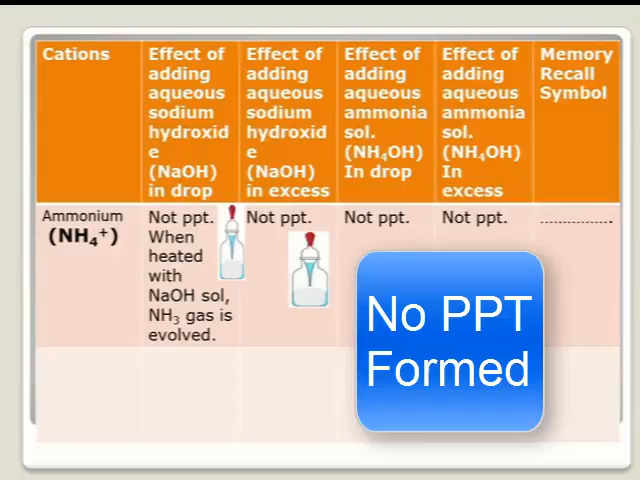 Cations
Effect of
adding
aqueous
sodium
hydroxid
e
(NaOH)
in drop
Effect of
adding
aqueous
sodium
hydroxid
e
(NaOH)
in excess
Effect of
adding
aqueous
ammonia
sol.
(NH₄OH)
In drop
Effect of
adding
aqueous
ammonia
sol.
(NH₄OH)
In
excess
Memory
Recall
Symbol
Ammonium
(NH₄⁺)
Not ppt.
When
heated
with
NaOH sol,
NH₃ gas is
evolved.
Not ppt.
Not ppt.
Not ppt.
................
No PPT
Formed